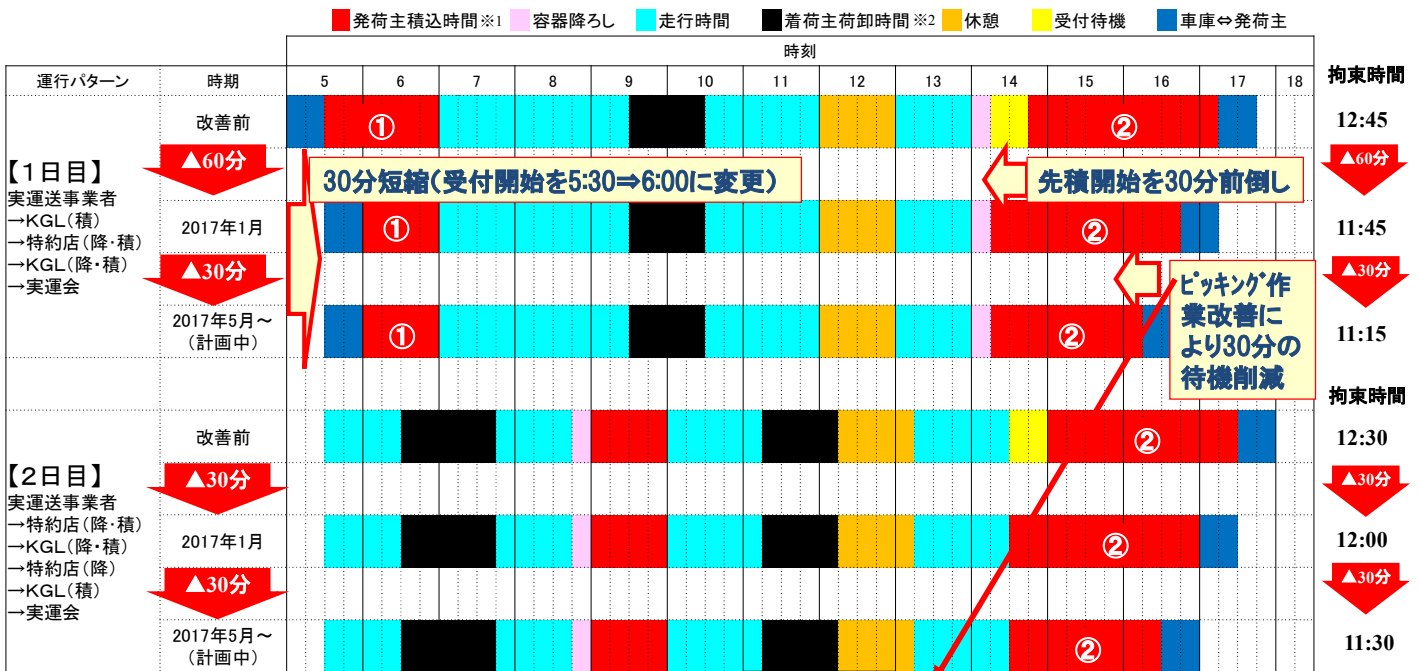 発荷主積込時間※1 容器降ろし 走行時間 着荷主荷卸時間※2 休憩 受付待機 車庫⇔発荷主
時刻
運行パターン 時期 5 6 7 8 9 10 11 12 13 14 15 16 17 18 拘束時間
改善前 ① ② 12:45
▲60分 ▲60分
30分短縮(受付開始を5:30⇒6:00に変更) 先積開始を30分前倒し
【1日目】
実運送事業者
→KGL(積)
→特約店(降・積)
→KGL(降・積)
→実運会
2017年1月 ① ② 11:45
▲30分 ▲30分
ピッキング作
業改善に
より30分の
待機削減
2017年5月~
(計画中) ① ② 11:15
拘束時間
改善前 ② 12:30
【2日目】
実運送事業者
→特約店(降・積)
→KGL(降・積)
→特約店(降)
→KGL(積)
→実運会
▲30分 ▲30分
2017年1月 ② 12:00
▲30分 ▲30分
2017年5月~
(計画中) ② 11:30